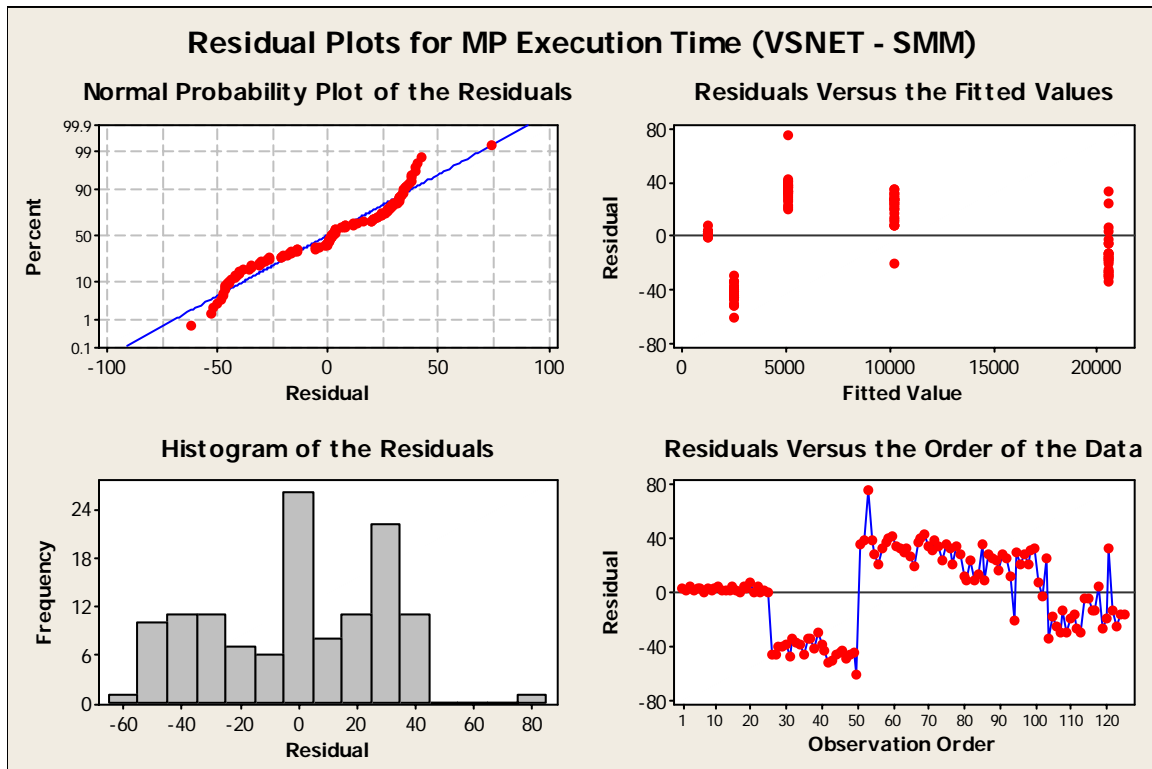 Residual Plots for MP Execution Time (VSNET - SMM)
Normal Probability Plot of the Residuals
99.9
99
90
50
10
1
0.1
Percent
-100 -50 0 50 100
Residual
Residuals Versus the Fitted Values
80
40
0
-40
-80
Residual
0 5000 10000 15000 20000
Fitted Value
Histogram of the Residuals
24
18
12
6
0
Frequency
-60 -40 -20 0 20 40 60 80
Residual
Residuals Versus the Order of the Data
80
40
0
-40
-80
Residual
1 10 20 30 40 50 60 70 80 90 100 110 120
Observation Order